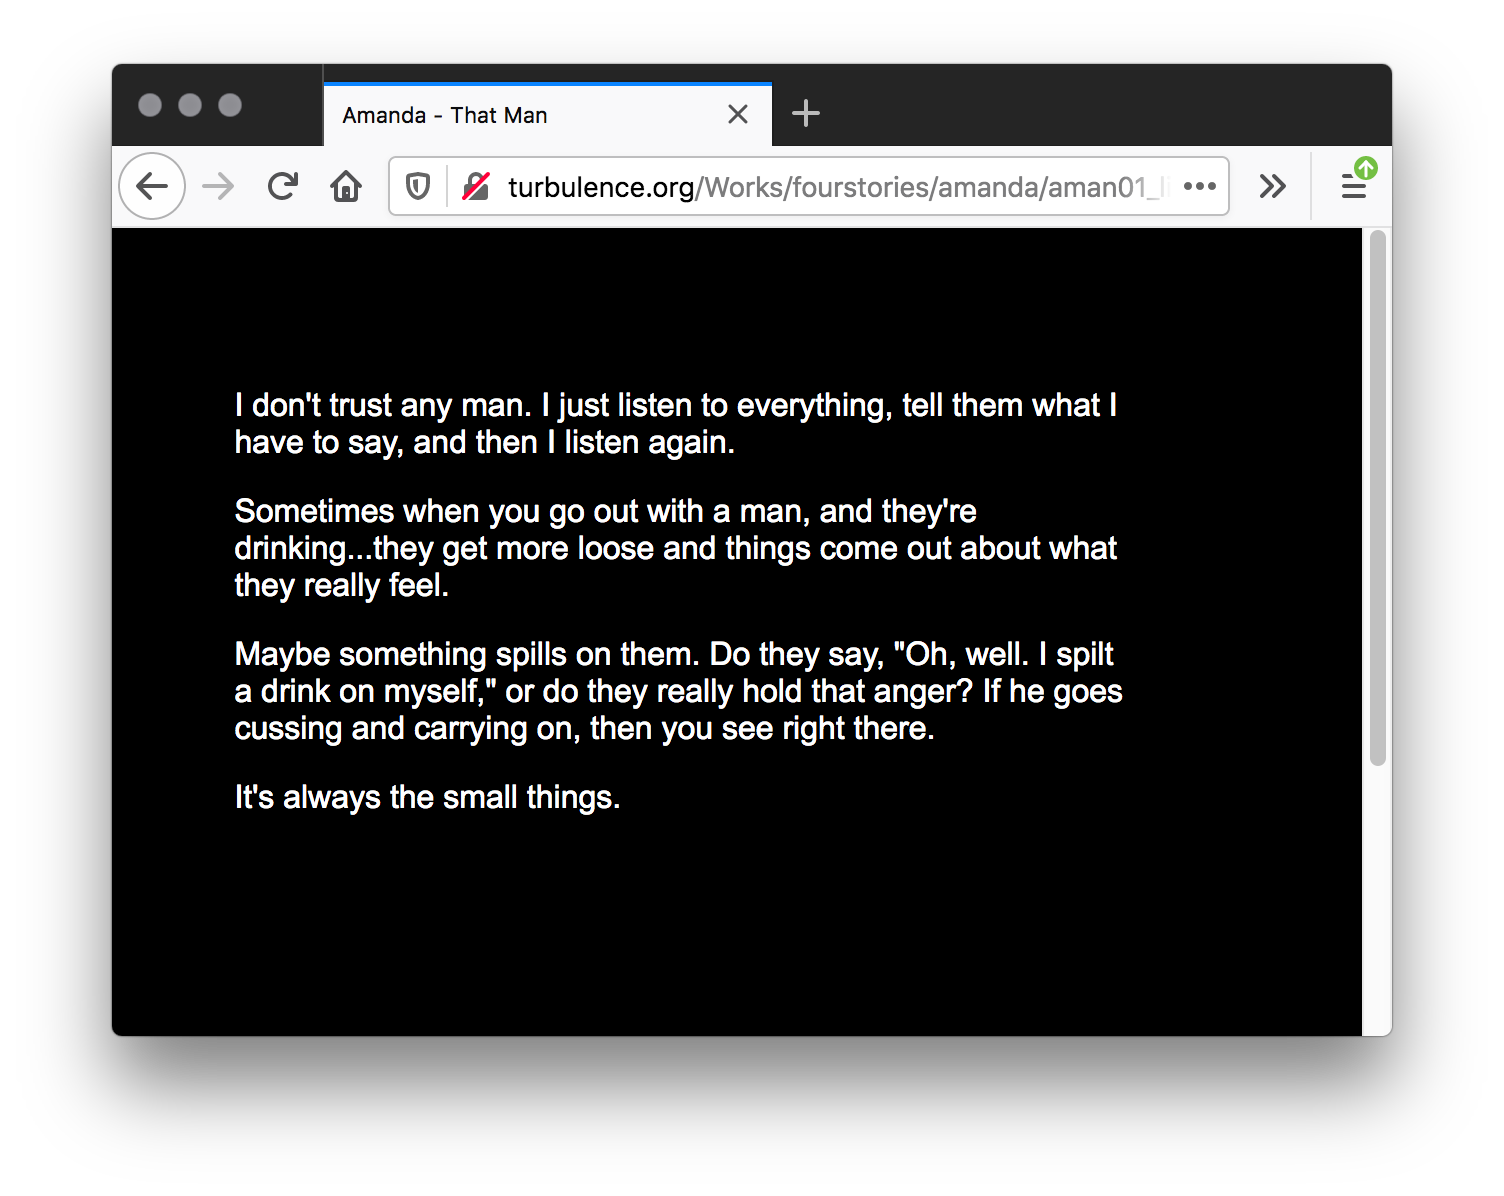 Amanda - That Man
turbulence.org/Works/fourstories/amanda/aman01_
I don't trust any man. I just listen to everything, tell them what I
have to say, and then I listen again.
Sometimes when you go out with a man, and they're
drinking...they get more loose and things come out about what
they really feel.
Maybe something spills on them. Do they say, "Oh, well. I spilt
a drink on myself," or do they really hold that anger? If he goes
cussing and carrying on, then you see right there.
It's always the small things.